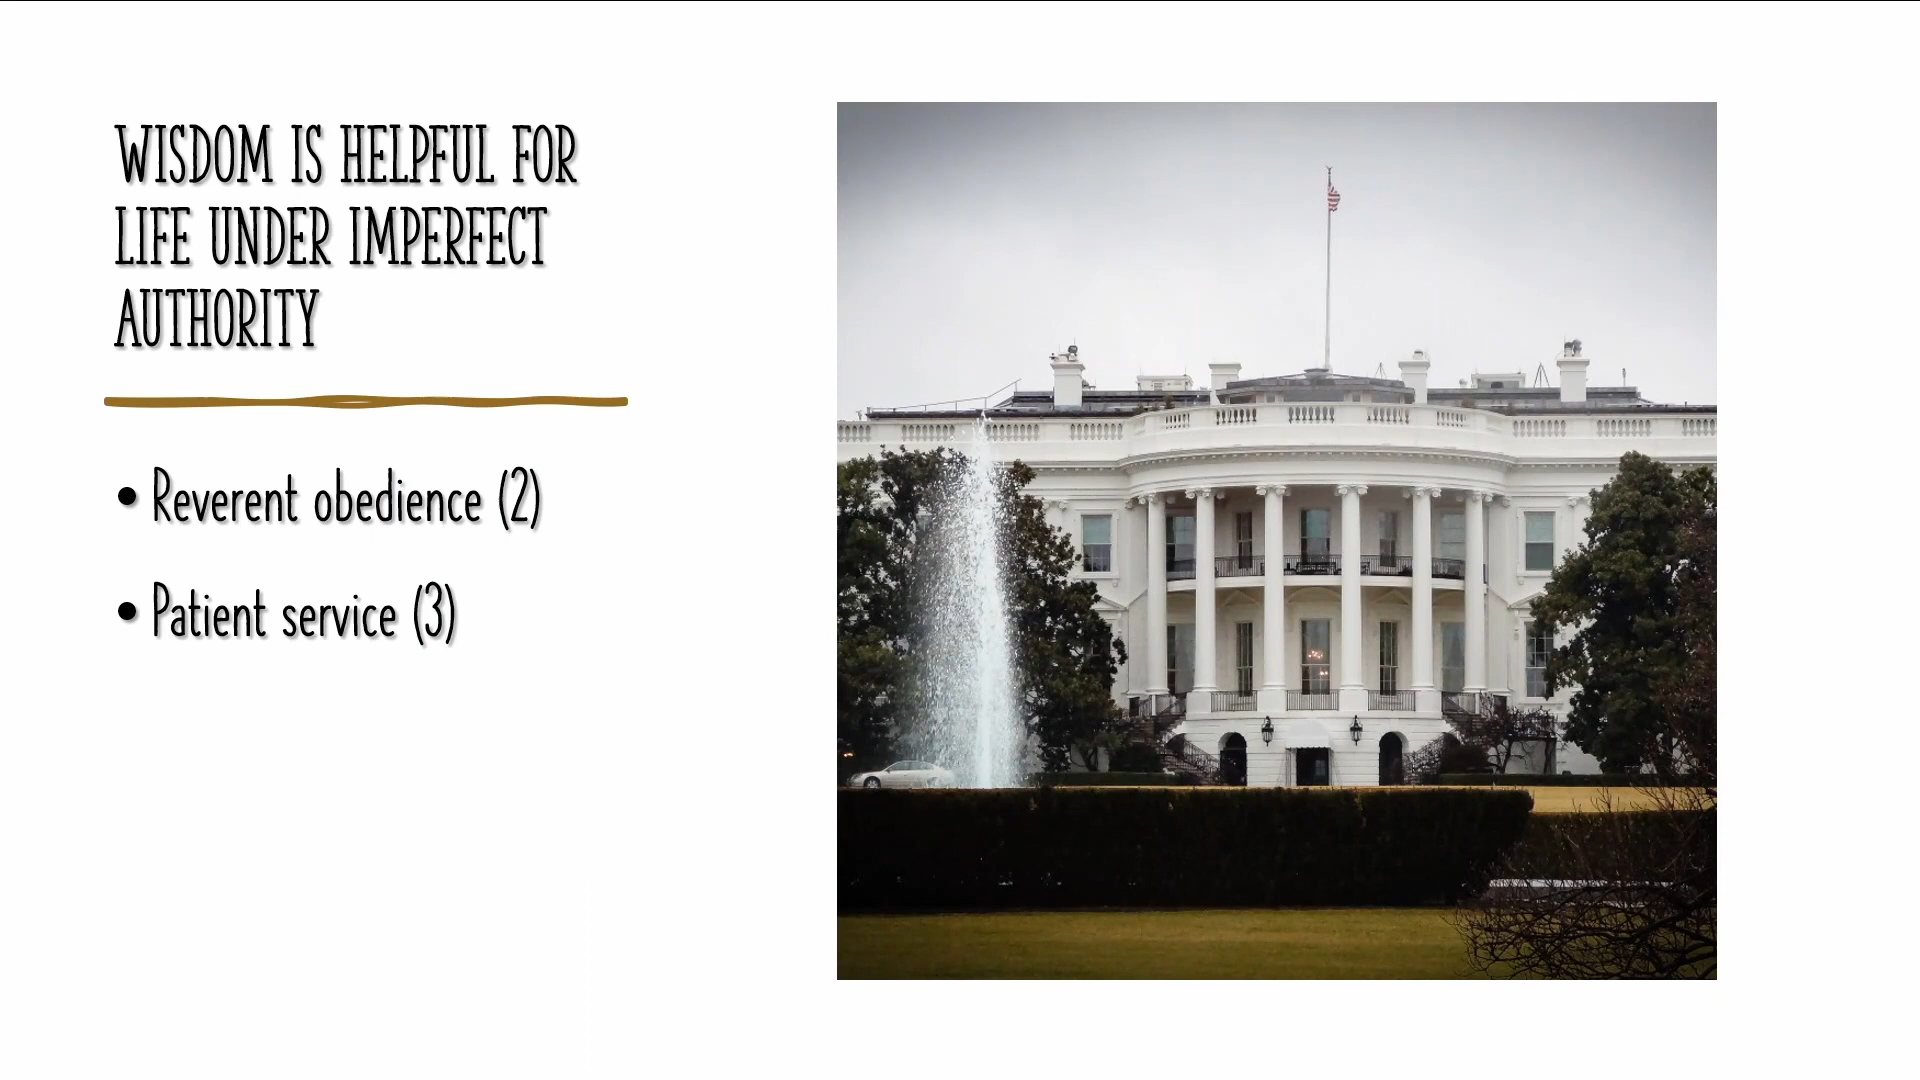 WISDOM IS HELPFUL FOR
LIFE UNDER IMPERFECT
AUTHORITY
• Reverent obedience (2)
• Patient service (3)